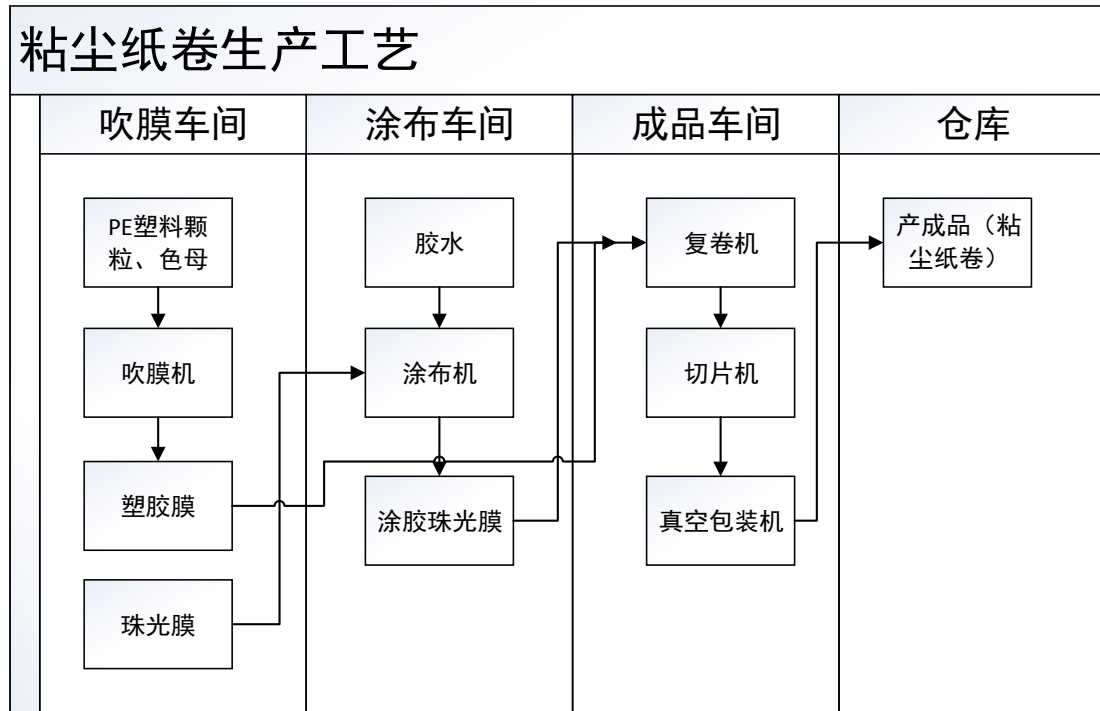 粘尘纸卷生产工艺
吹膜车间
涂布车间
成品车间
仓库
PE塑料颗
粒、色母
吹膜机
塑胶膜
珠光膜
胶水
涂布机
涂胶珠光膜
复卷机
切片机
真空包装机
产成品（粘
尘纸卷）